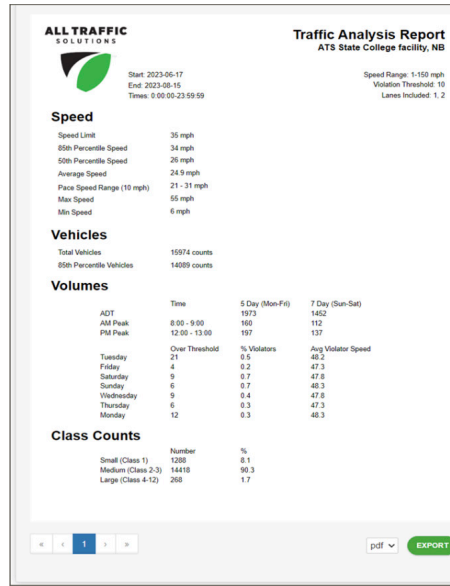 ALL TRAFFIC
SOLUTIONS
Traffic Analysis Report
ATS State College facility, NB
Start: 2023-06-17
End: 2023-08-15
Times: 0:00:00-23:59:59
Speed Range: 1-150 mph
Violation Threshold: 10
Lanes Included: 1, 2
Speed
Speed Limit 35 mph
85th Percentile Speed 34 mph
50th Percentile Speed 26 mph
Average Speed 24.9 mph
Pace Speed Range (10 mph) 21 - 31 mph
Max Speed 55 mph
Min Speed 6 mph
Vehicles
Total Vehicles 15974 counts
85th Percentile Vehicles 14089 counts
Volumes
Time 5 Day (Mon-Fri) 7 Day (Sun-Sat)
ADT 1973 1452
AM Peak 8:00 - 9:00 160 112
PM Peak 12:00 - 13:00 197 137
Over Threshold % Violators Avg Violator Speed
Tuesday 21 0.5 48.2
Friday 4 0.2 47.3
Saturday 9 0.7 47.8
Sunday 6 0.7 48.3
Wednesday 9 0.4 47.8
Thursday 6 0.3 47.3
Monday 12 0.3 48.3
Class Counts
Number %
Small (Class 1) 1288 8.1
Medium (Class 2-3) 14418 90.3
Large (Class 4-12) 268 1.7
« ‹ 1 › »
pdf
EXPORT